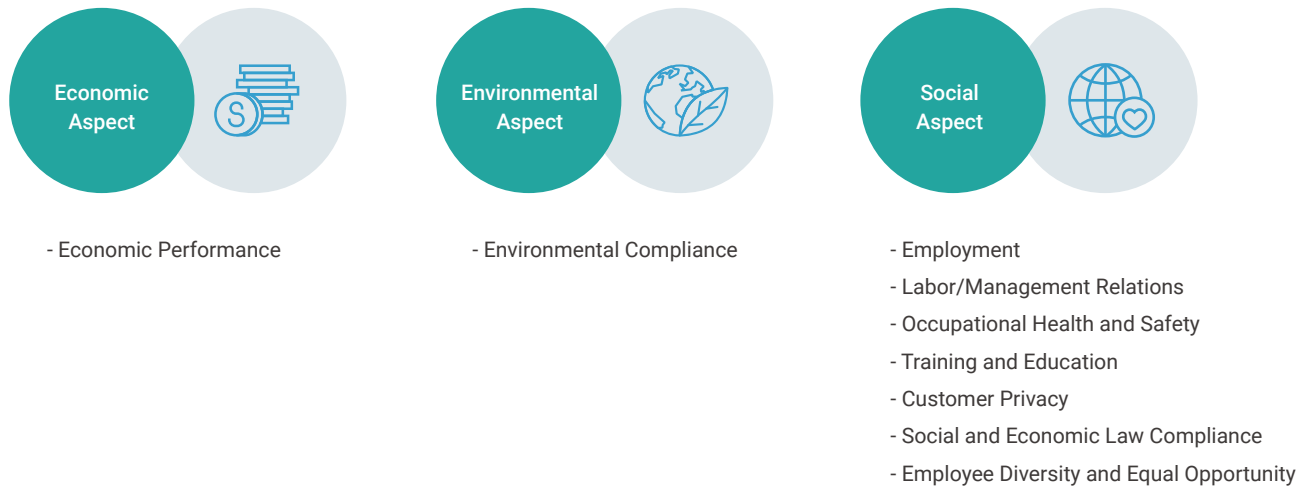 Economic
Aspect
- Economic Performance
Environmental
Aspect
- Environmental Compliance
Social
Aspect
- Employment
- Labor/Management Relations
- Occupational Health and Safety
- Training and Education
- Customer Privacy
- Social and Economic Law Compliance
- Employee Diversity and Equal Opportunity